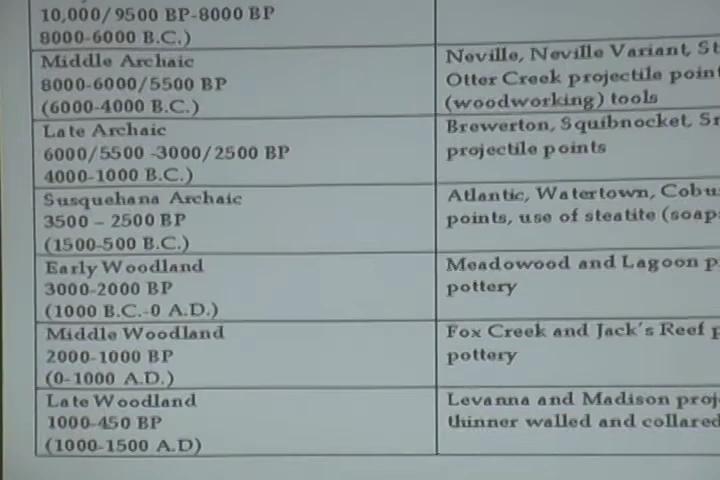 10,000/9500 BP-8000 BP
8000-6000 B.C.)
Middle Archaic
8000-6000/5500 BP
(6000-4000 B.C.)
Neville, Neville Variant,
Otter Creek projectile
(woodworking) tools
Late Archaic
6000/5500 -3000/2500 BP
4000-1000 B.C.)
Brewerton, Squibnocket,
projectile points
Susquehana Archaic
3500 – 2500 BP
(1500-500 B.C.)
Atlantic, Watertown,
points, use of steatite
Early Woodland
3000-2000 BP
(1000 B.C.-0 A.D.)
Meadowood and Lagoon
pottery
Middle Woodland
2000-1000 BP
(0-1000 A.D.)
Fox Creek and Jack's Reef
pottery
Late Woodland
1000-450 BP
(1000-1500 A.D)
Levanna and Madison
thinner walled and collared